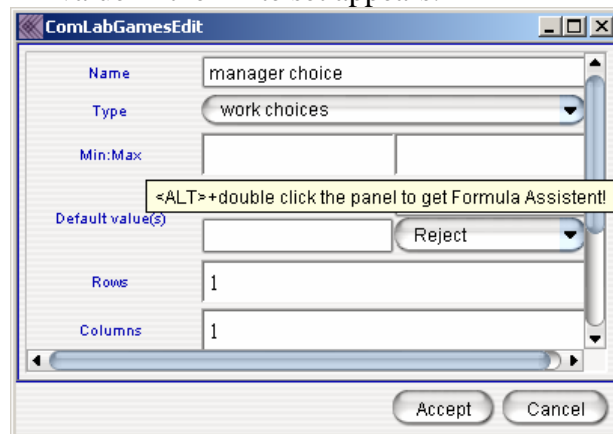 ComLabGamesEdit
Name manager choice
Type work choices
Min:Max
<ALT>+double click the panel to get Formula Assistent!
Default value(s)
Reject
Rows 1
Columns 1
Accept Cancel